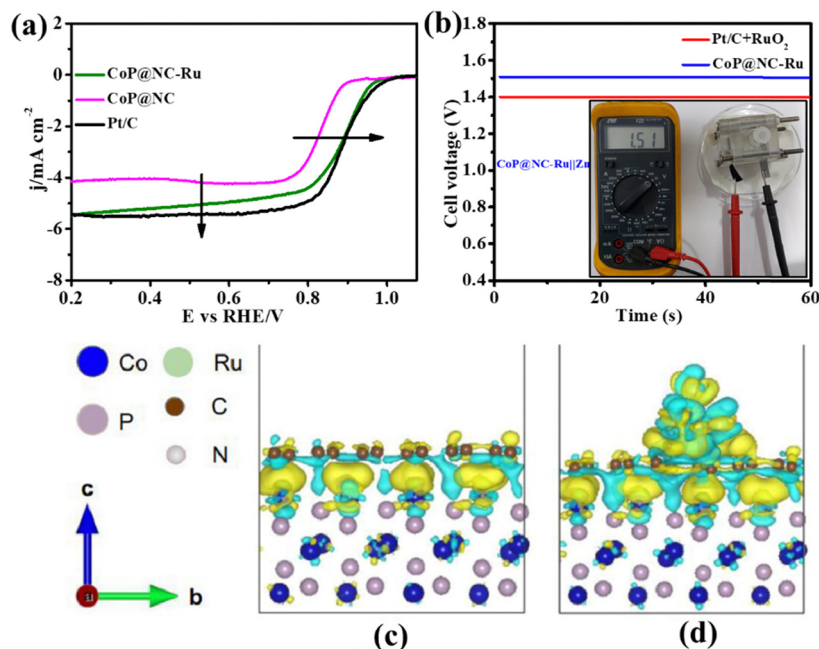 (a)
CoP@NC-Ru
CoP@NC
Pt/C
j/mA cm-2
0
-2
-4
-6
-8
0.2 0.4 0.6 0.8 1.0
E vs RHE/V
(b)
Pt/C+RuO2
CoP@NC-Ru
Cell voltage (V)
1.8
1.6
1.4
1.2
1.0
0.8
0.6
0.4
CoP@NC-Ru||Zn
1.51
0 20 40 60
Time (s)
Co Ru
P C
N
c
a b
(c) (d)